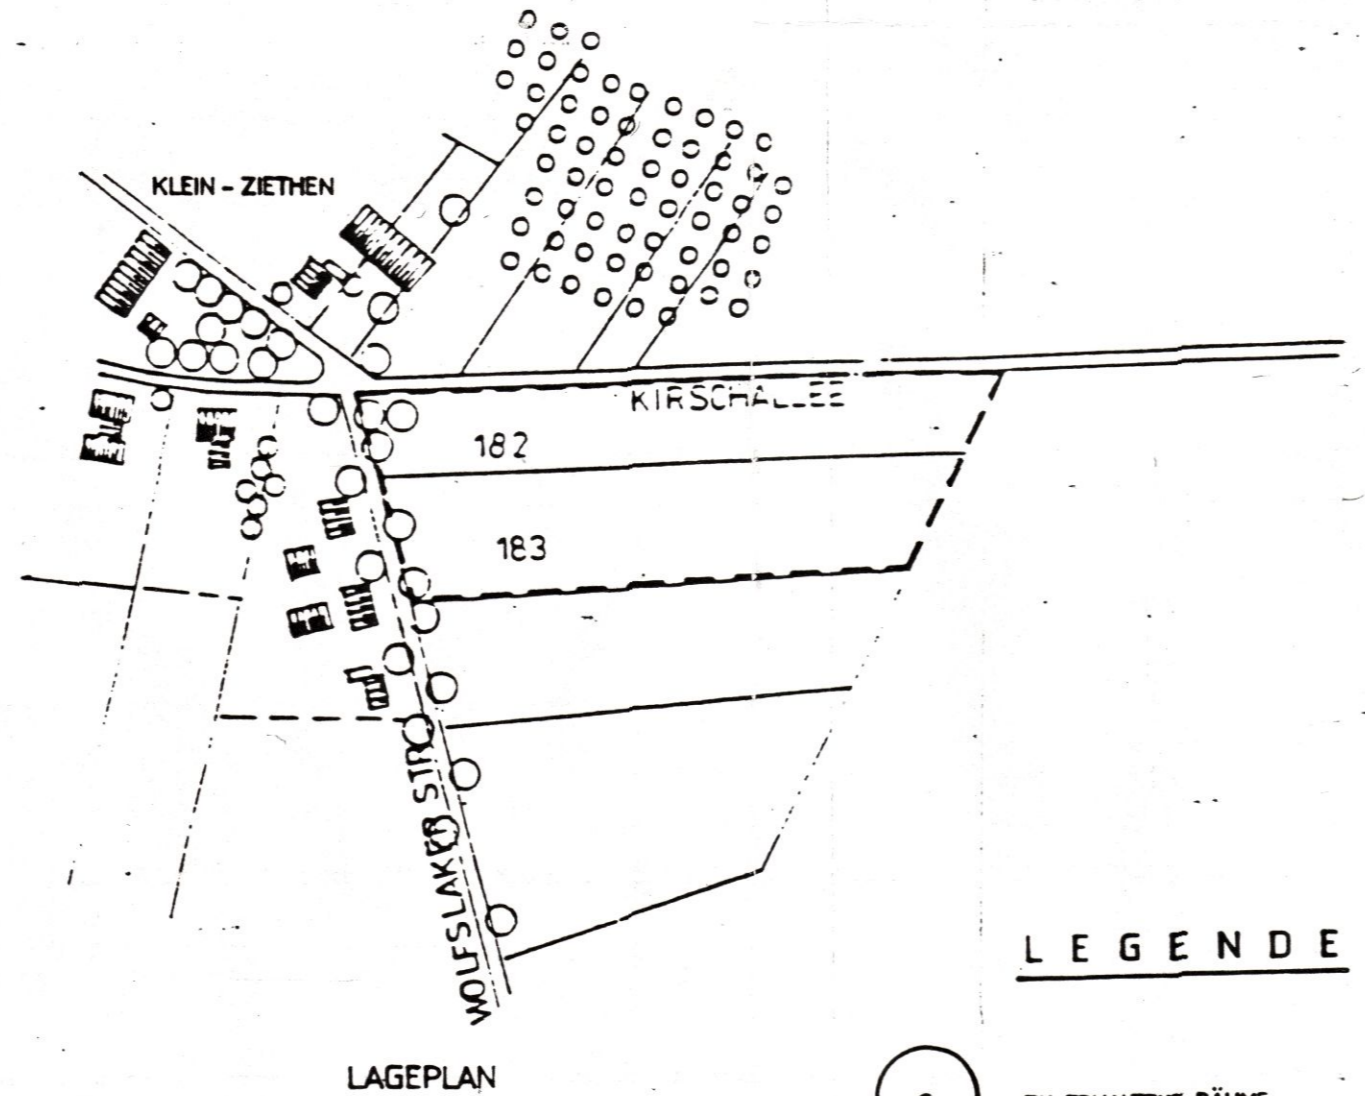 KLEIN - ZIETHEN
KIRSCHALLEE
182
183
WOLFSLAKER STR
LEGENDE
LAGEPLAN